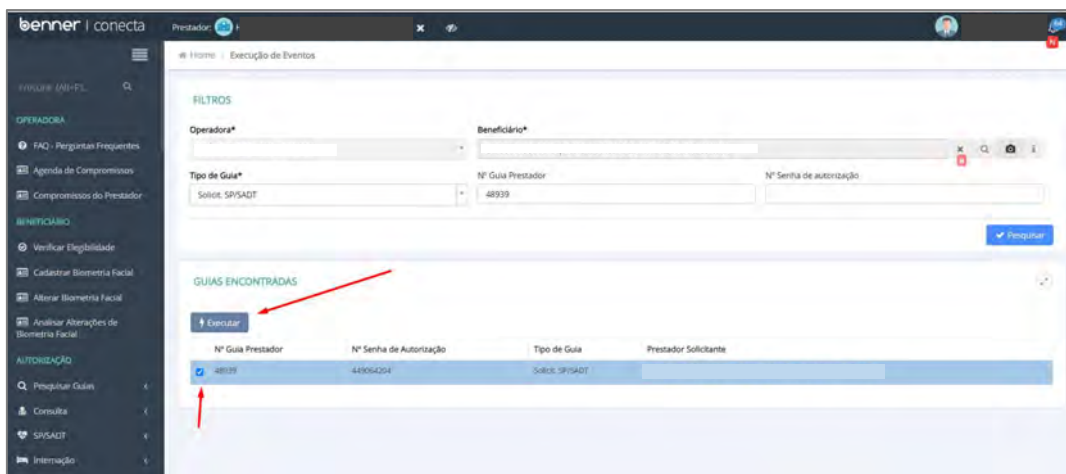 benner | conecta
Prestador:
Home / Execução de Eventos
FILTROS
Operadora*
Beneficiário*
Tipo de Guia*
Nº Guia Prestador
Nº Senha de autorização
Solicit. SP/SADT
48939
Pesquisar
GUIAS ENCONTRADAS
Executar
Nº Guia Prestador
Nº Senha de Autorização
Tipo de Guia
Prestador Solicitante
48939
449064204
Solicit. SP/SADT
OPERADORA
FAQ - Perguntas Frequentes
Agenda de Compromissos
Compromissos do Prestador
BENEFICIÁRIO
Verificar Elegibilidade
Cadastrar Biometria Facial
Alterar Biometria Facial
Analisar Alterações de
Biometria Facial
AUTORIZAÇÃO
Pesquisar Guias
Consulta
SP/SADT
Internação